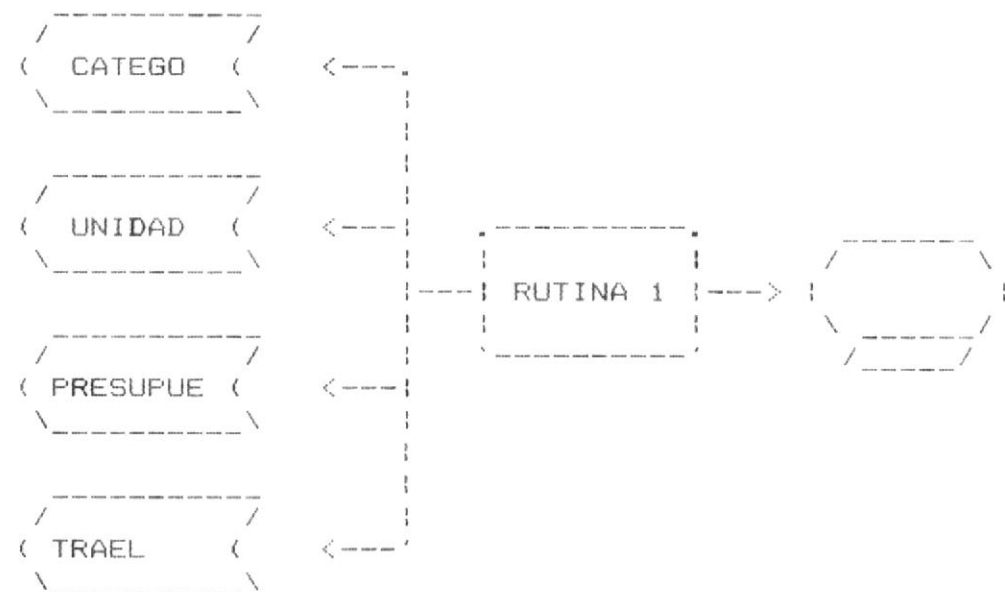 CATEGO
UNIDAD
RUTINA 1
PRESUPUE
TRAEL